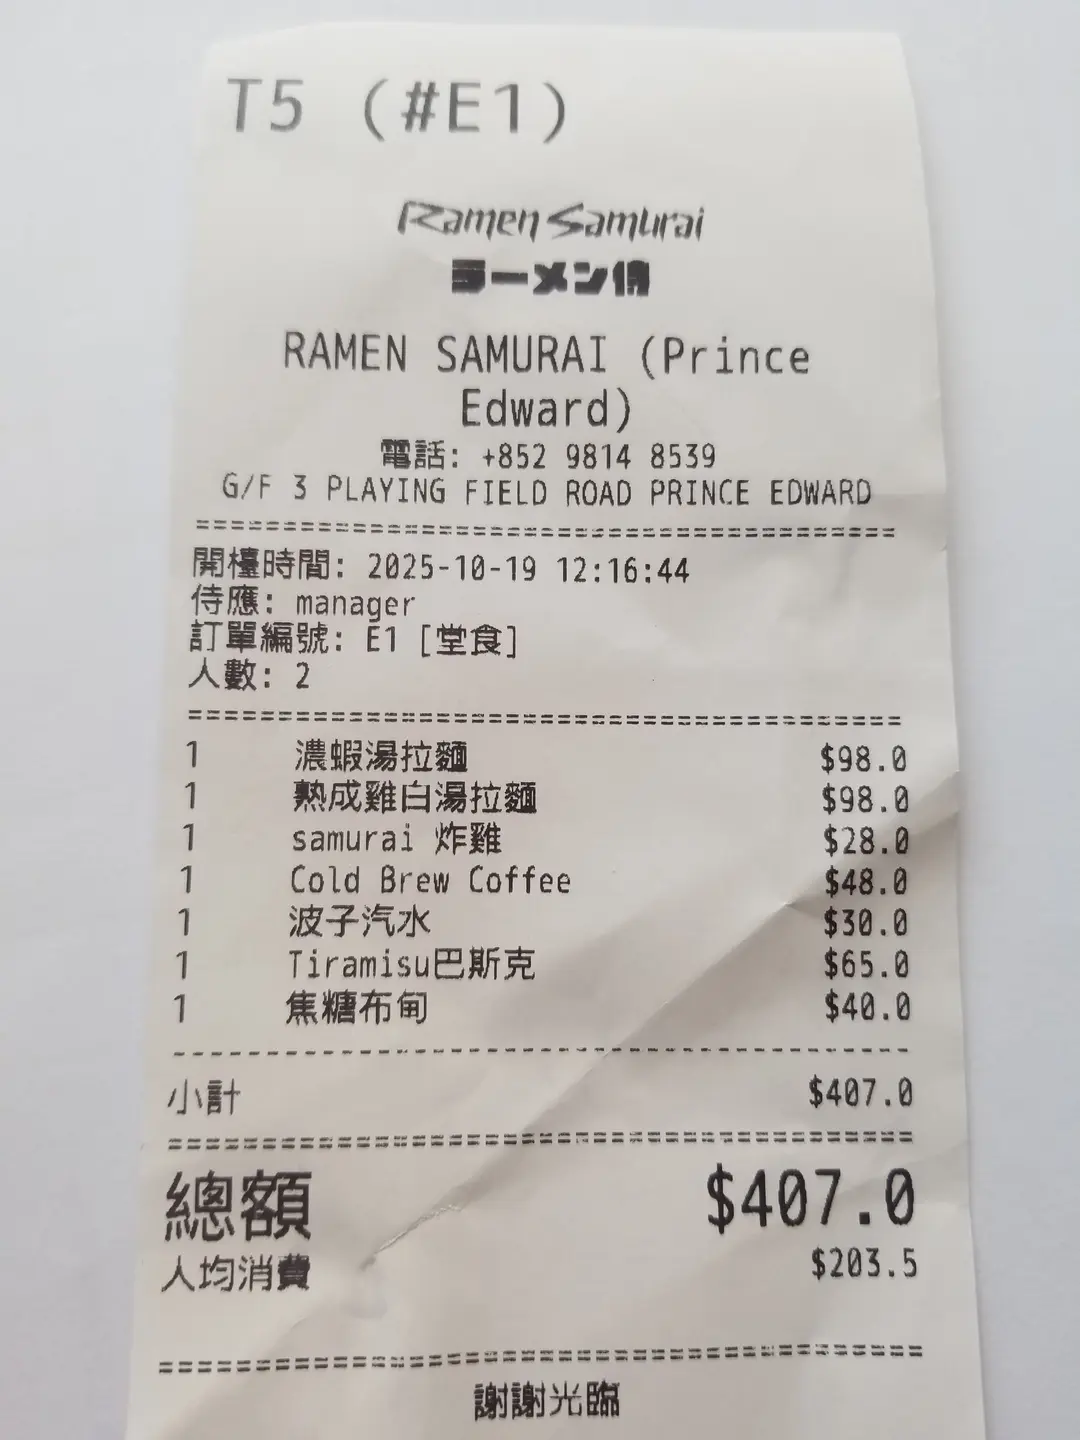 T5 (#E1)
Ramen Samurai
ラーメン侍
RAMEN SAMURAI (Prince
Edward)
電話: +852 9814 8539
G/F 3 PLAYING FIELD ROAD PRINCE EDWARD
開檯時間: 2025-10-19 12:16:44
侍應: manager
訂單編號: E1 [堂食]
人數: 2
1 濃蝦湯拉麵 $98.0
1 熟成雞白湯拉麵 $98.0
1 samurai 炸雞 $28.0
1 Cold Brew Coffee $48.0
1 波子汽水 $30.0
1 Tiramisu巴斯克 $65.0
1 焦糖布甸 $40.0
小計 $407.0
總額 $407.0
人均消費 $203.5
謝謝光臨